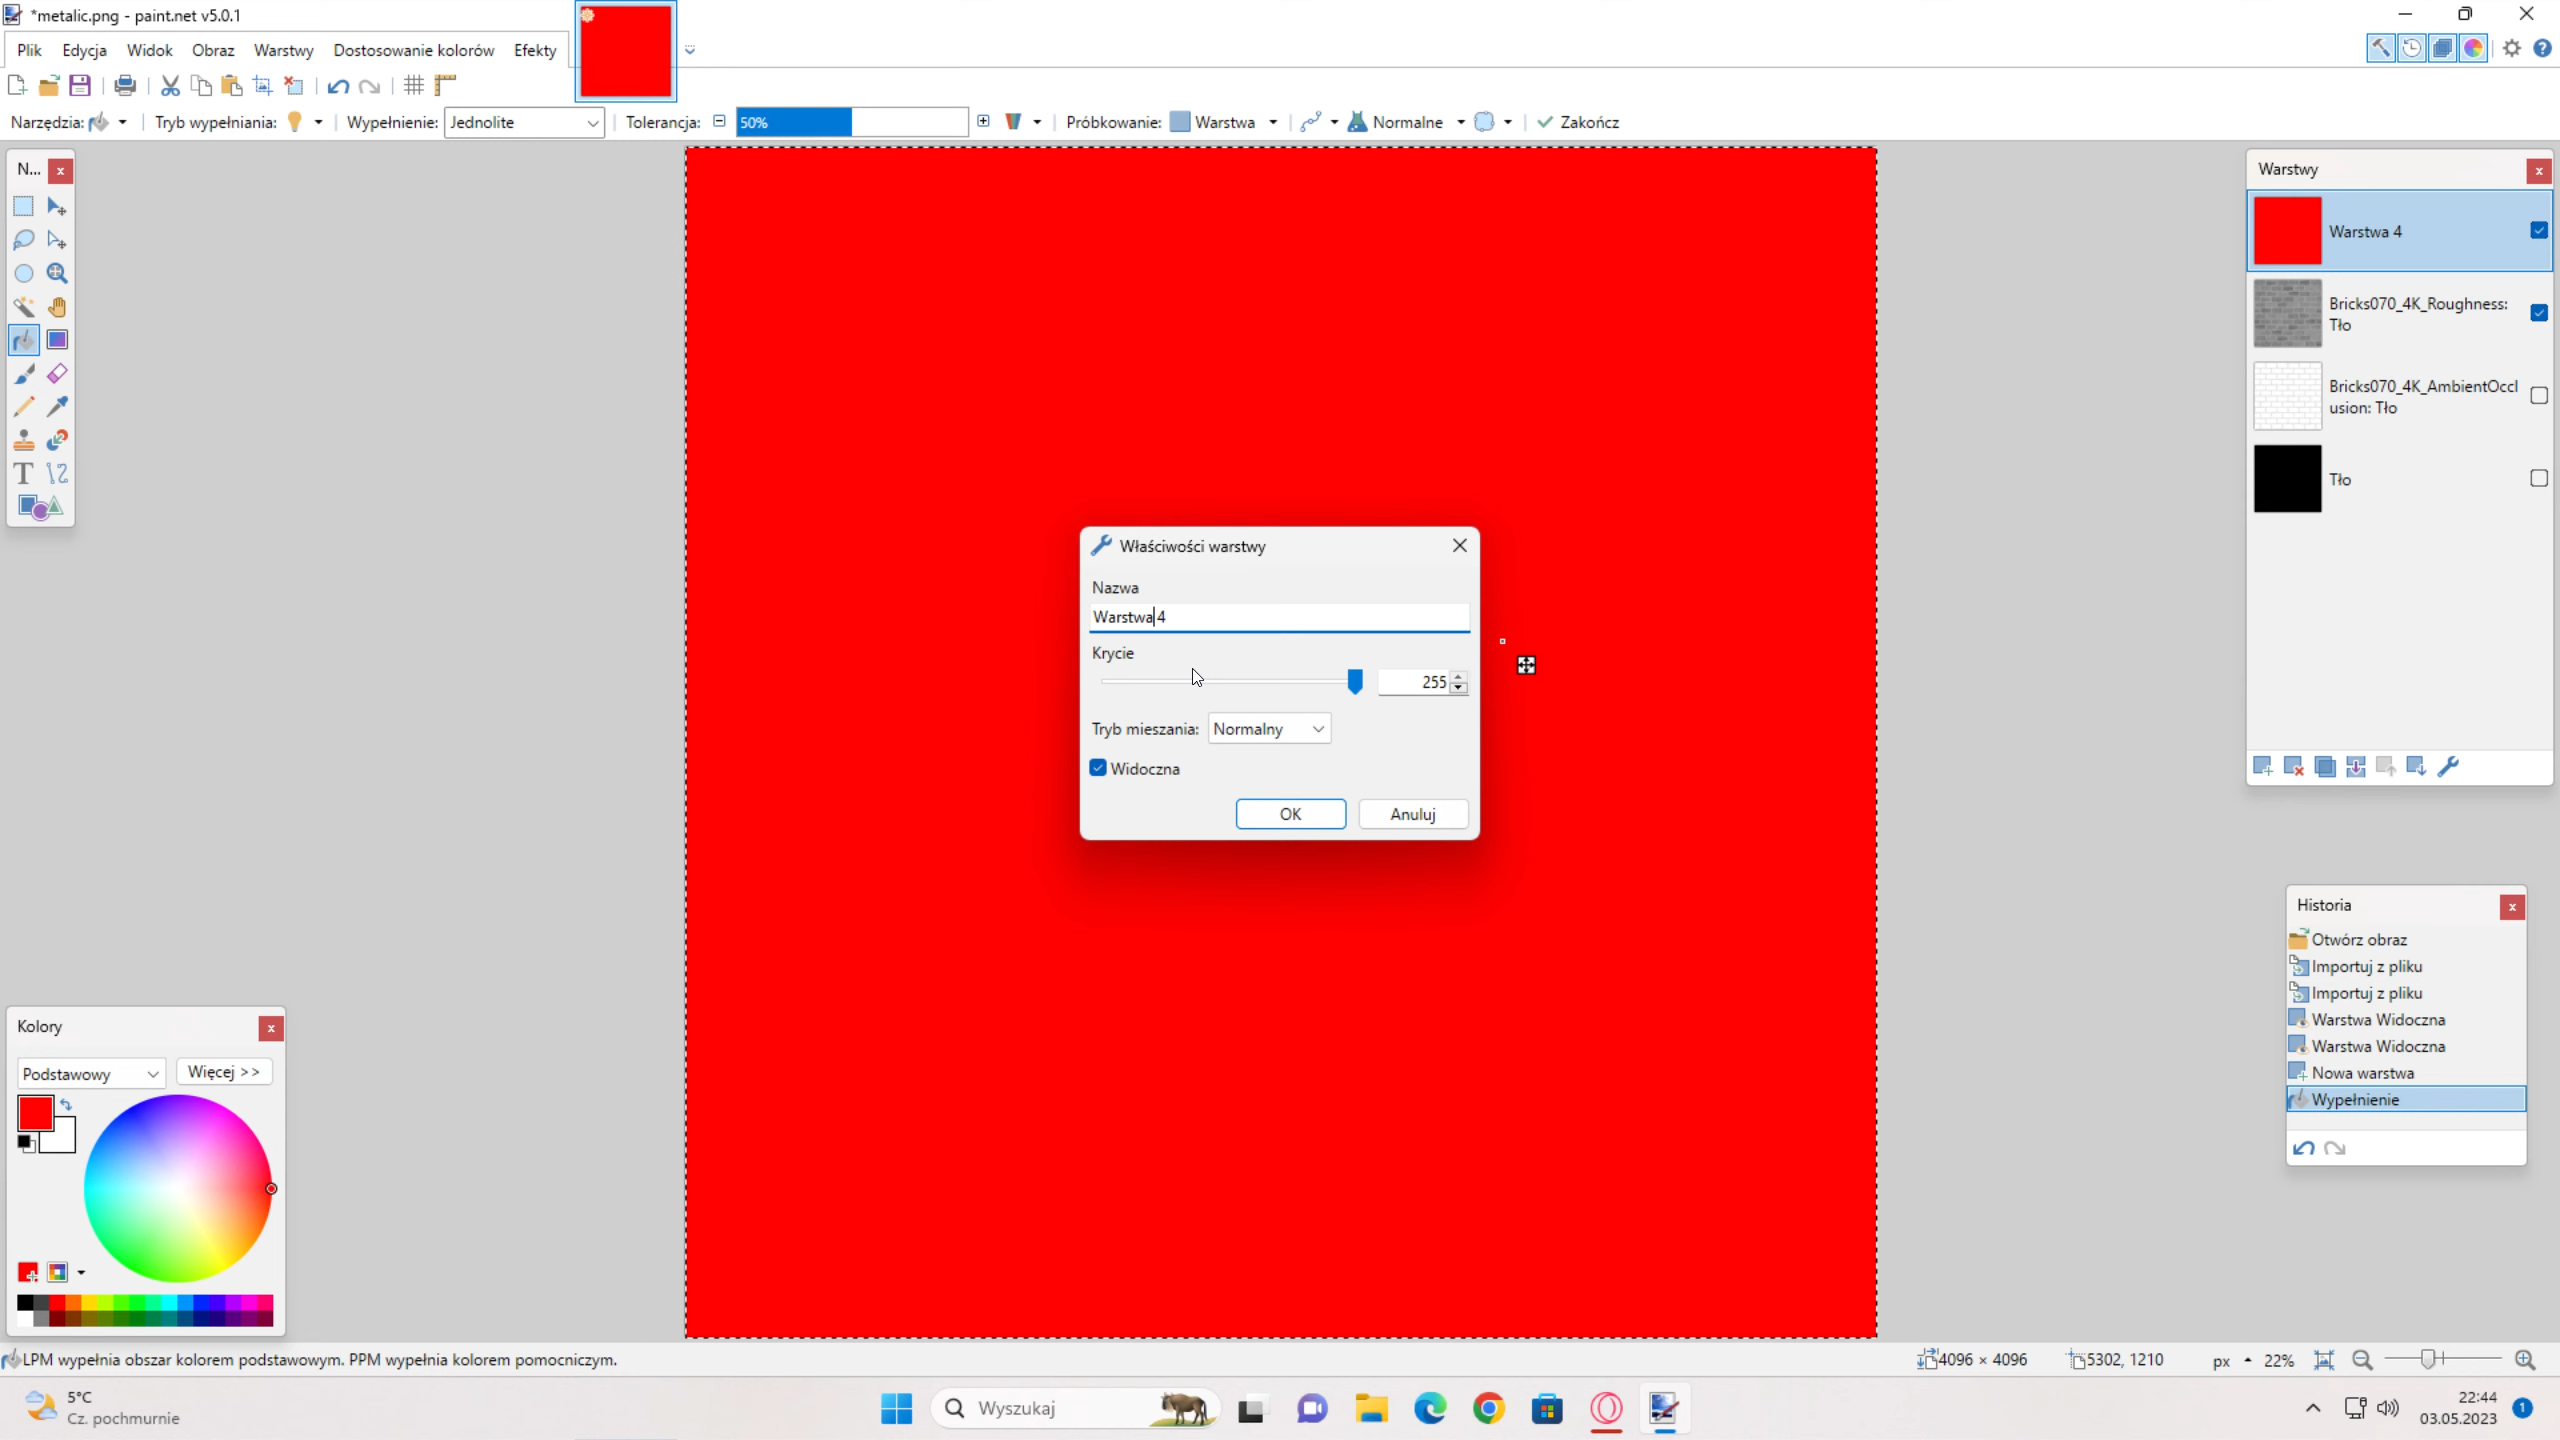 *metalic.png - paint.net v5.0.1
Plik Edycja Widok Obraz Warstwy Dostosowanie kolorów Efekty
Narzędzia: Tryb wypełniania: Wypełnienie: Jednolite Tolerancja: 50% Próbkowanie: Warstwa Normalne Zakończ
N...
Warstwy
Warstwa 4
Bricks070_4K_Roughness:
Tło
Bricks070_4K_AmbientOccl
usion: Tło
Tło
Właściwości warstwy
Nazwa
Warstwa 4
Krycie
255
Tryb mieszania: Normalny
Widoczna
OK Anuluj
Historia
Otwórz obraz
Importuj z pliku
Importuj z pliku
Warstwa Widoczna
Warstwa Widoczna
Nowa warstwa
Wypełnienie
Kolory
Podstawowy Więcej >>
LPM wypełnia obszar kolorem podstawowym. PPM wypełnia kolorem pomocniczym.
4096 × 4096 5302, 1210 px 22%
5°C
Cz. pochmurnie
Wyszukaj
22:44
03.05.2023
1